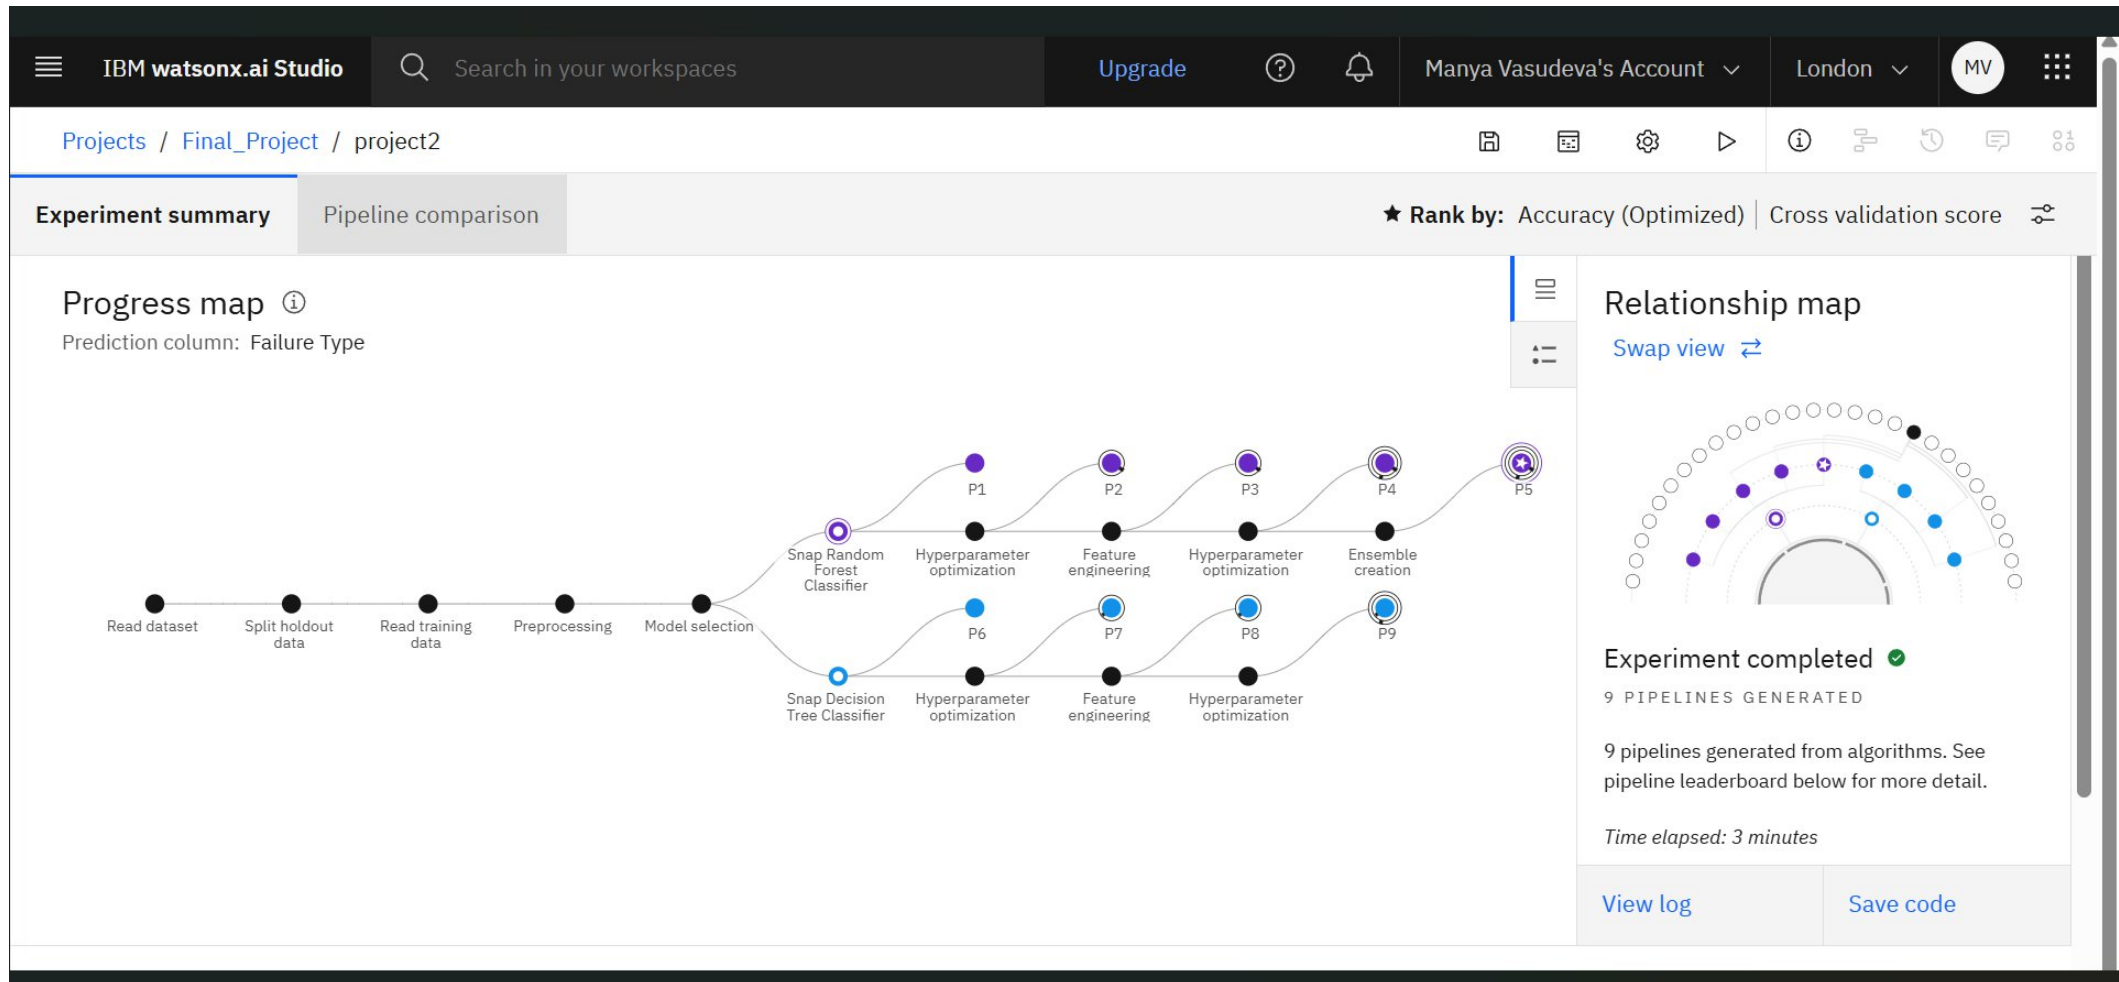 IBM watsonx.ai Studio
Search in your workspaces
Upgrade
Manya Vasudeva's Account
London
MV
Projects / Final_Project / project2
Experiment summary
Pipeline comparison
Rank by: Accuracy (Optimized) | Cross validation score
Progress map
Prediction column: Failure Type
P1
P2
P3
P4
P5
Snap Random
Forest
Classifier
Hyperparameter
optimization
Feature
engineering
Hyperparameter
optimization
Ensemble
creation
Read dataset
Split holdout
data
Read training
data
Preprocessing
Model selection
P6
P7
P8
P9
Snap Decision
Tree Classifier
Hyperparameter
optimization
Feature
engineering
Hyperparameter
optimization
Relationship map
Swap view
Experiment completed
9 PIPELINES GENERATED
9 pipelines generated from algorithms. See
pipeline leaderboard below for more detail.
Time elapsed: 3 minutes
View log
Save code